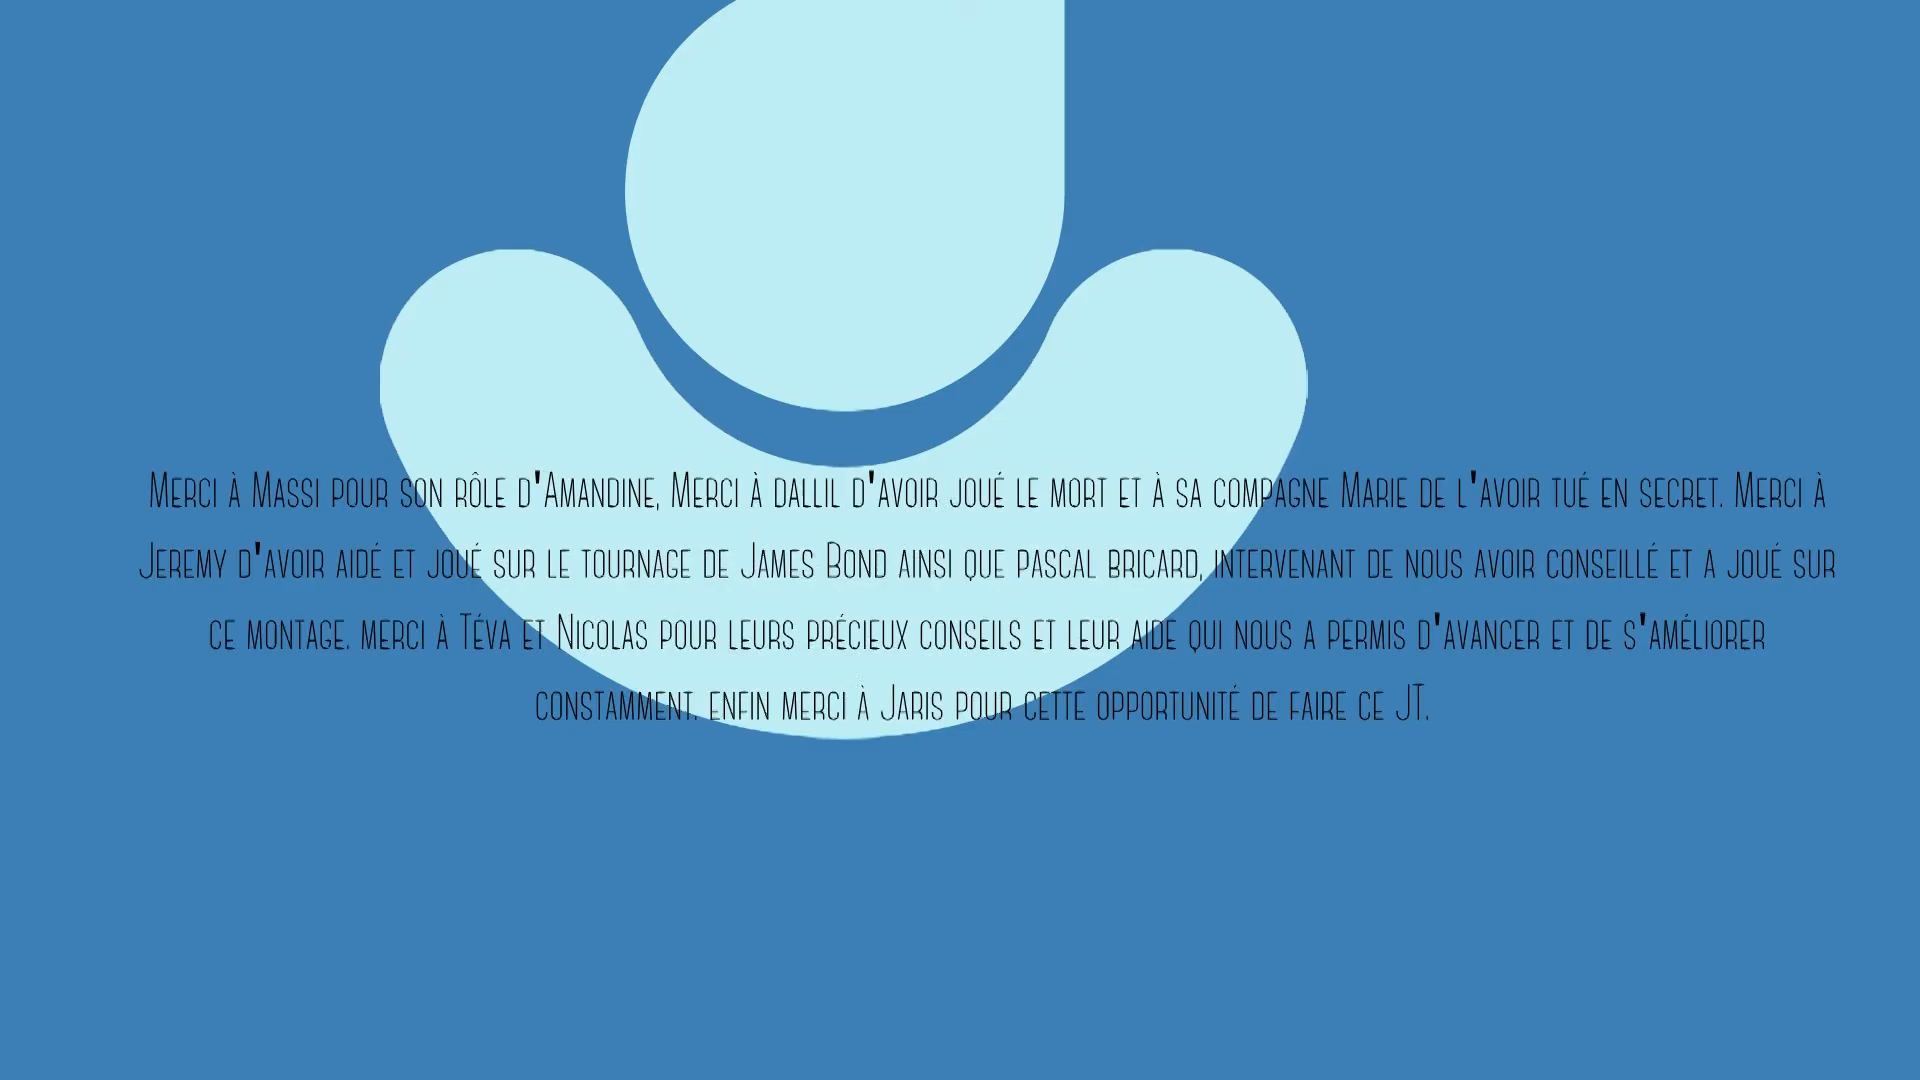 Merci à Massi pour son rôle d'Amandine, Merci à dallil d'avoir joué le mort et à sa compagne Marie de l'avoir tué en secret. Merci à
Jeremy d'avoir aidé et joué sur le tournage de James Bond ainsi que pascal bricard, intervenant de nous avoir conseillé et a joué sur
ce montage. merci à Téva et Nicolas pour leurs précieux conseils et leur aide qui nous a permis d'avancer et de s'améliorer
constamment. enfin merci à Jaris pour cette opportunité de faire ce JT.